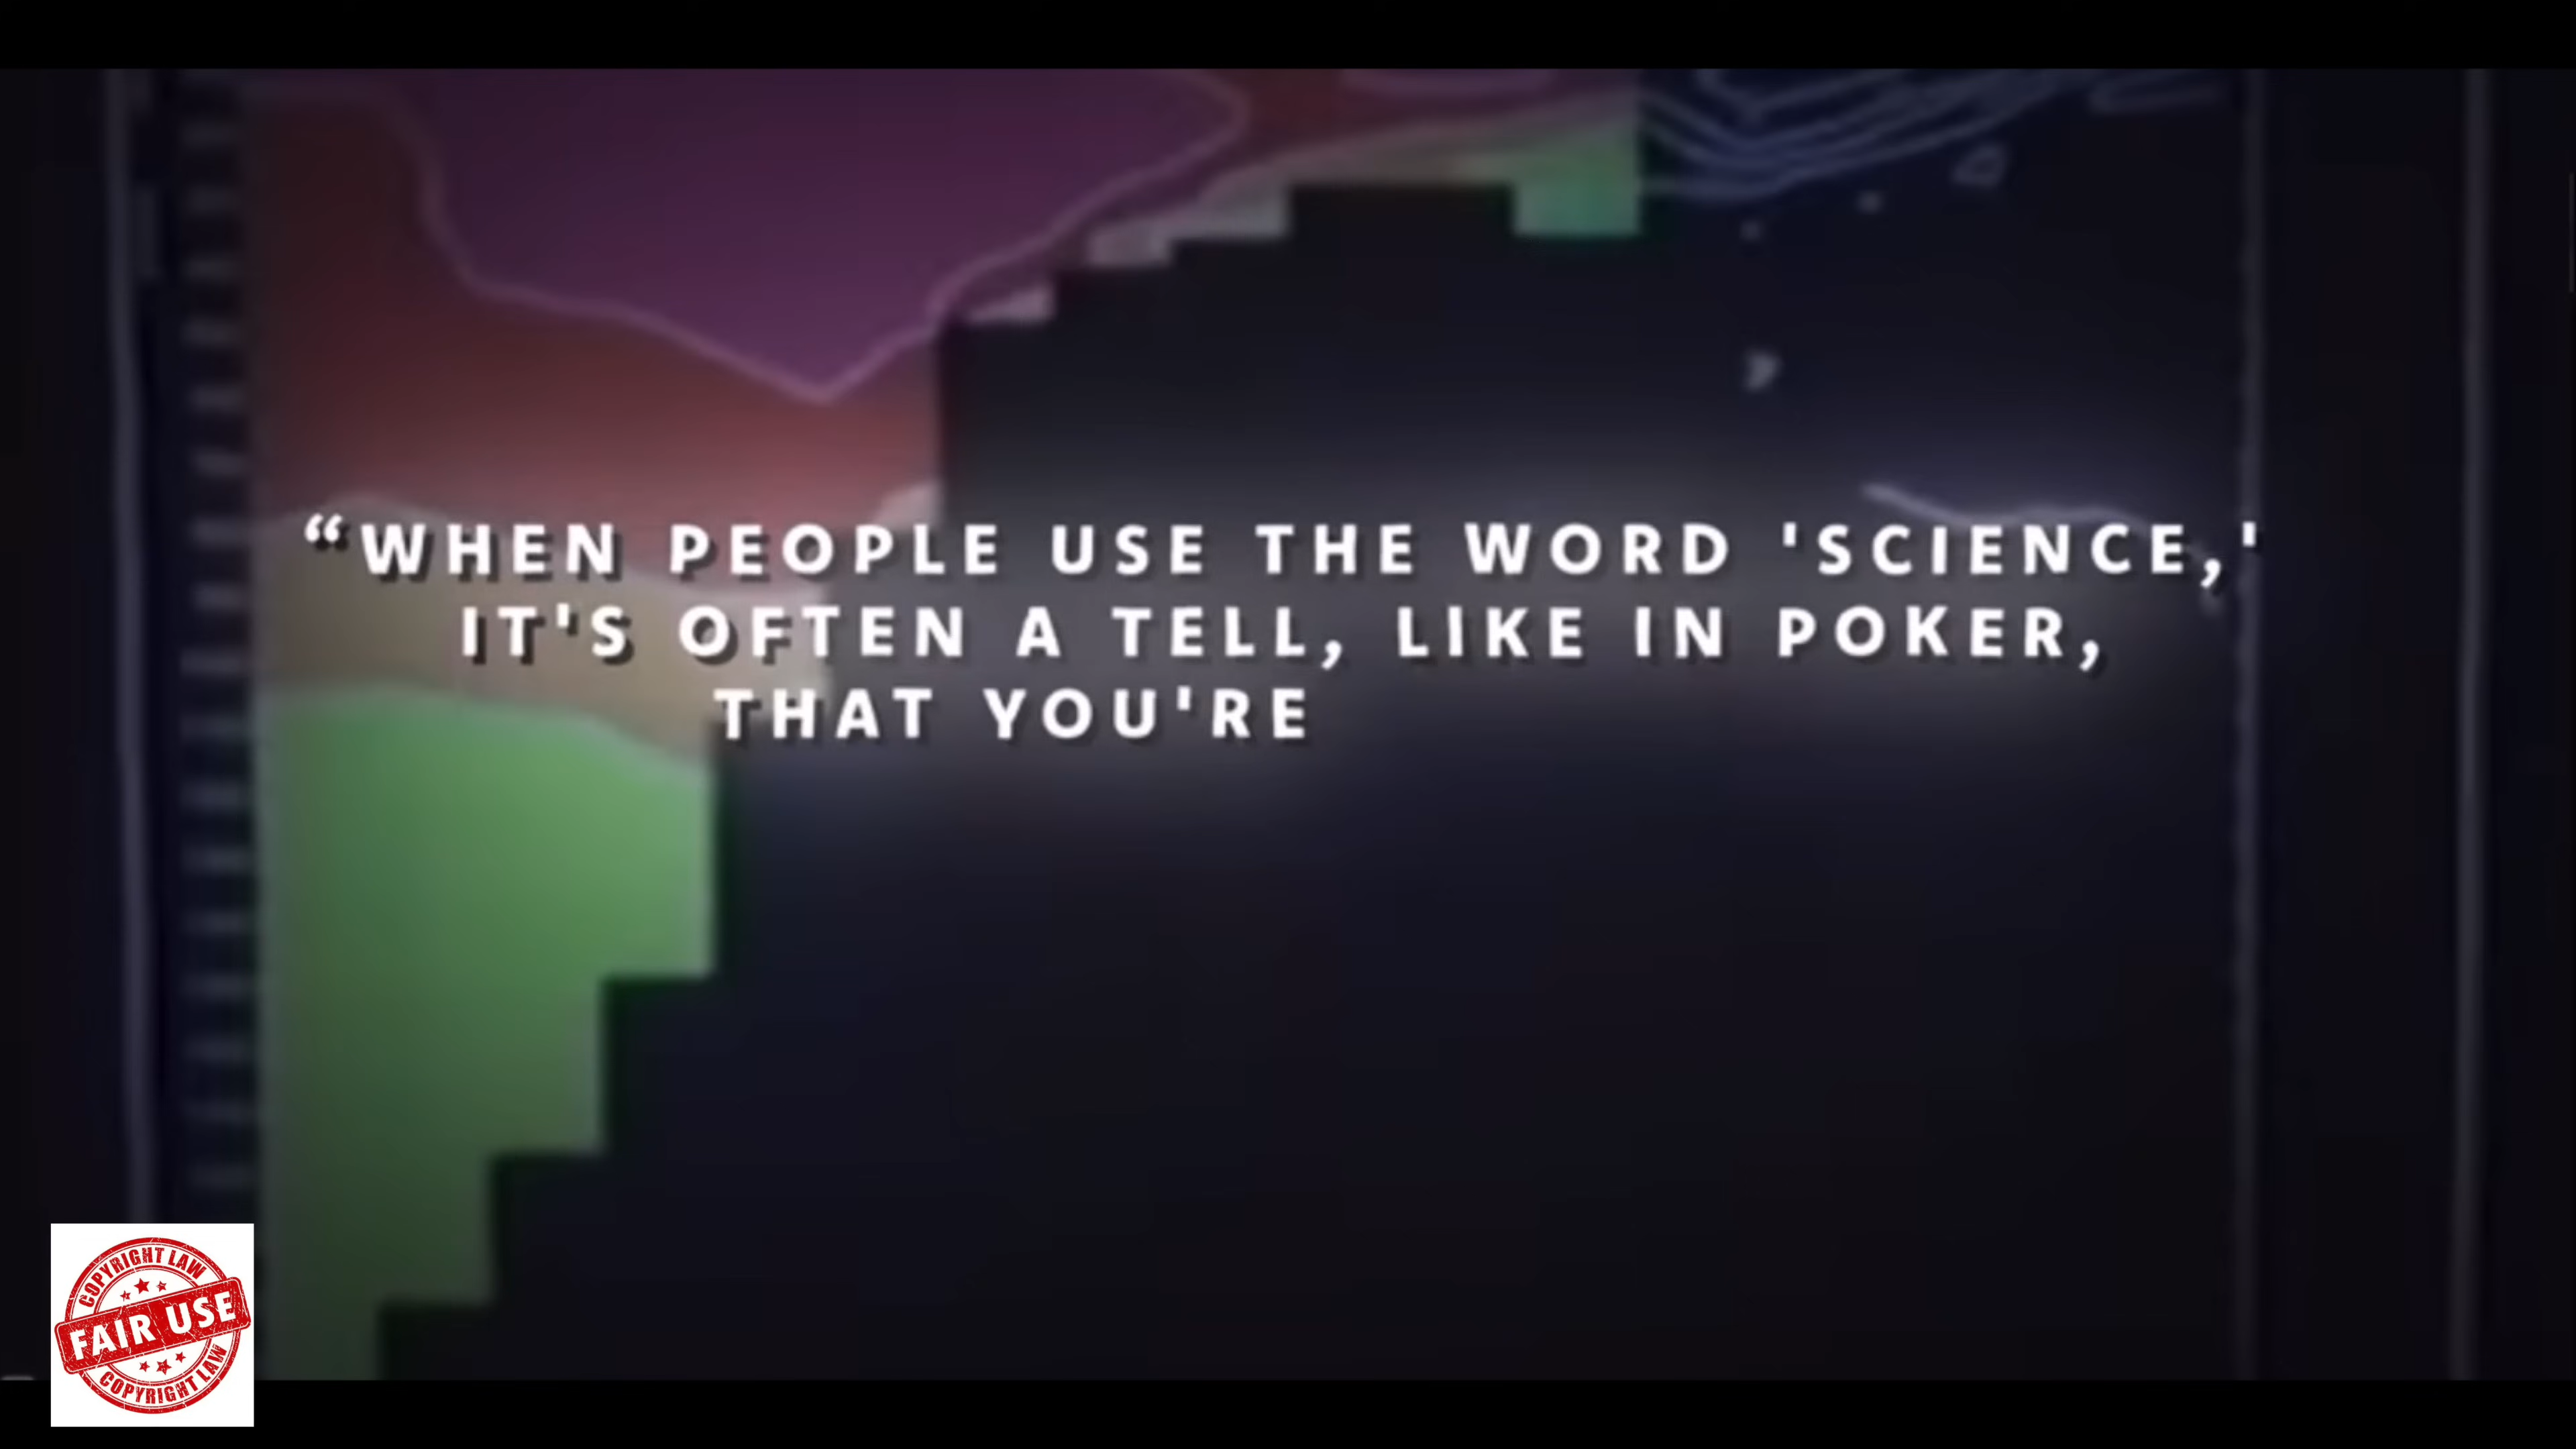 “WHEN PEOPLE USE THE WORD 'SCIENCE,'
IT'S OFTEN A TELL, LIKE IN POKER,
THAT YOU'RE
COPYRIGHT LAW
FAIR USE
COPYRIGHT LAW